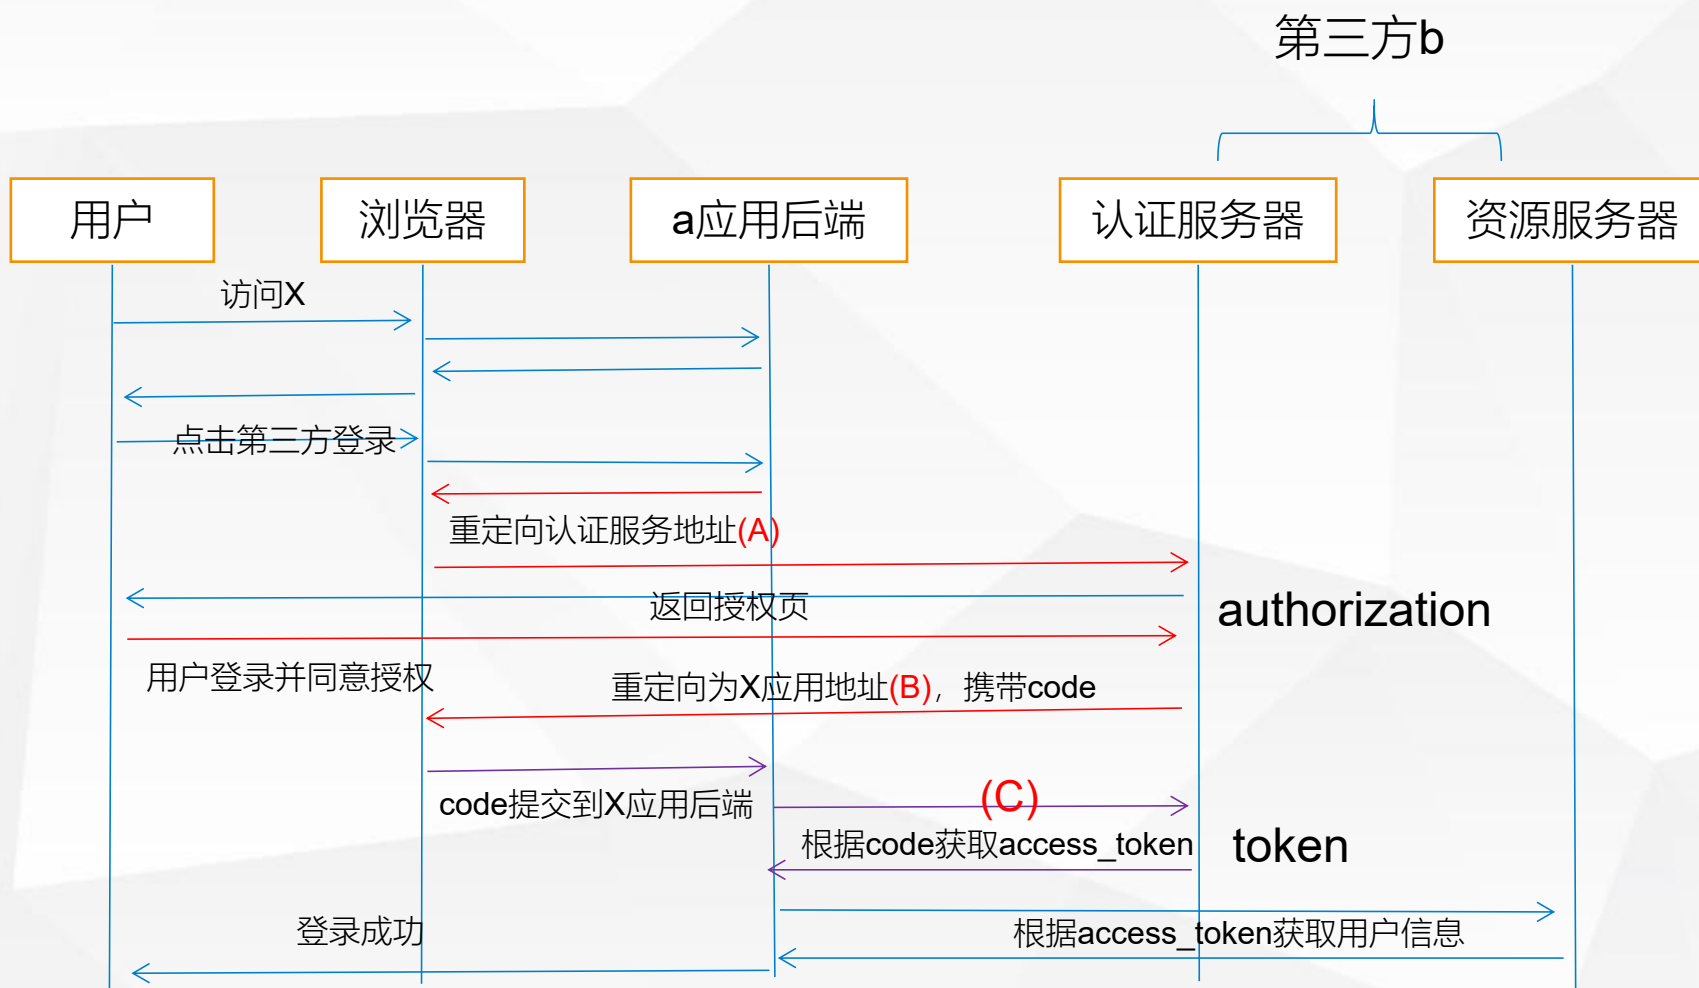 第三方b
用户
浏览器
a应用后端
认证服务器
资源服务器
访问X
点击第三方登录
重定向认证服务地址(A)
返回授权页
authorization
用户登录并同意授权
重定向为X应用地址(B)，携带code
code提交到X应用后端
(C)
根据code获取access_token
token
登录成功
根据access_token获取用户信息